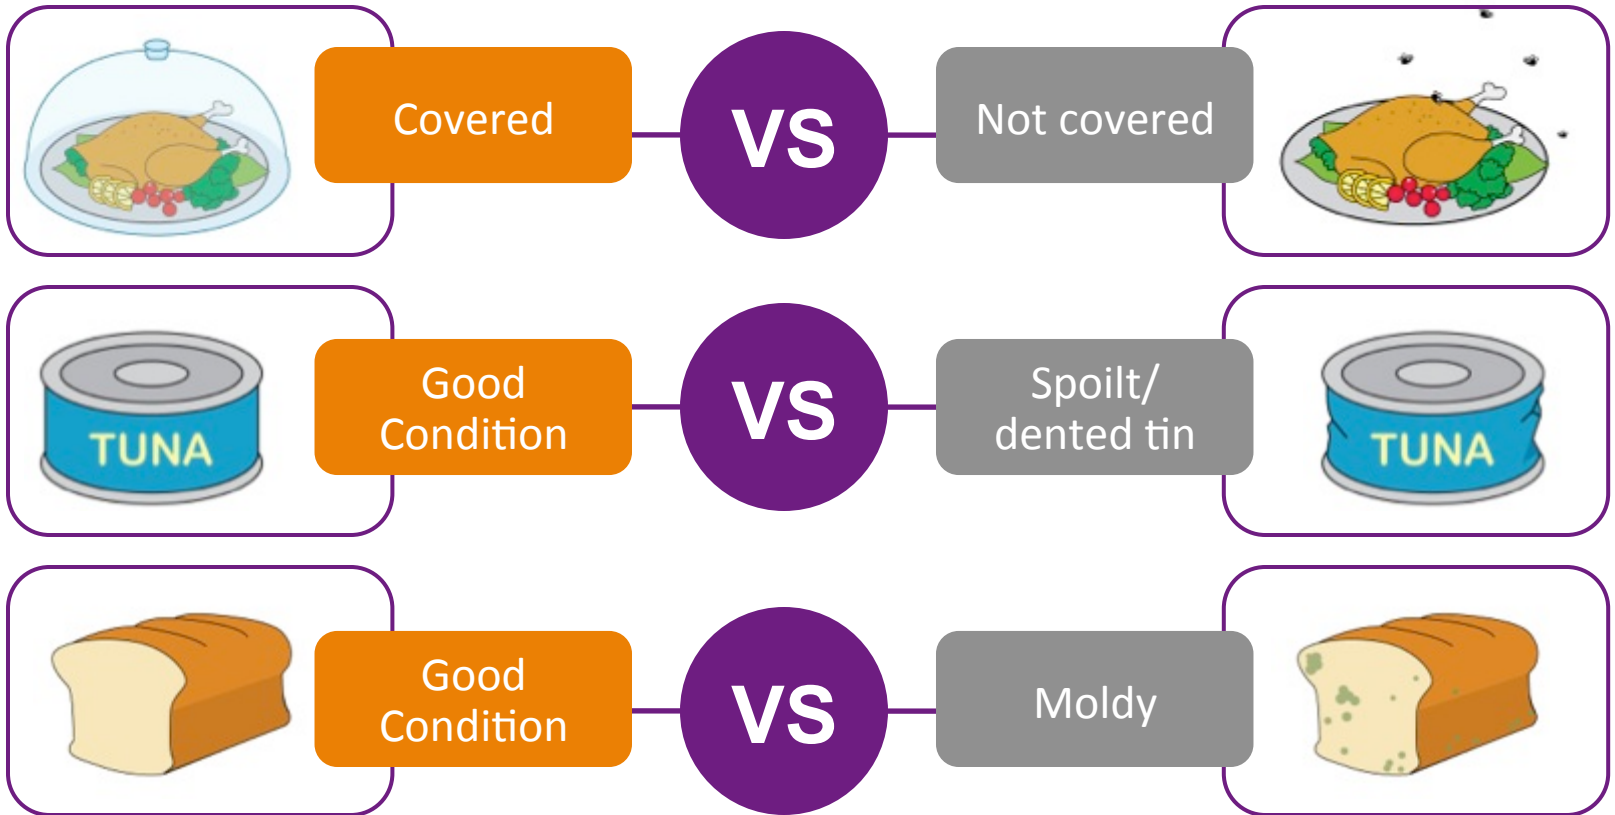 Covered
VS
Not covered
TUNA
Good
Condition
VS
Spoilt/
dented tin
TUNA
Good
Condition
VS
Moldy